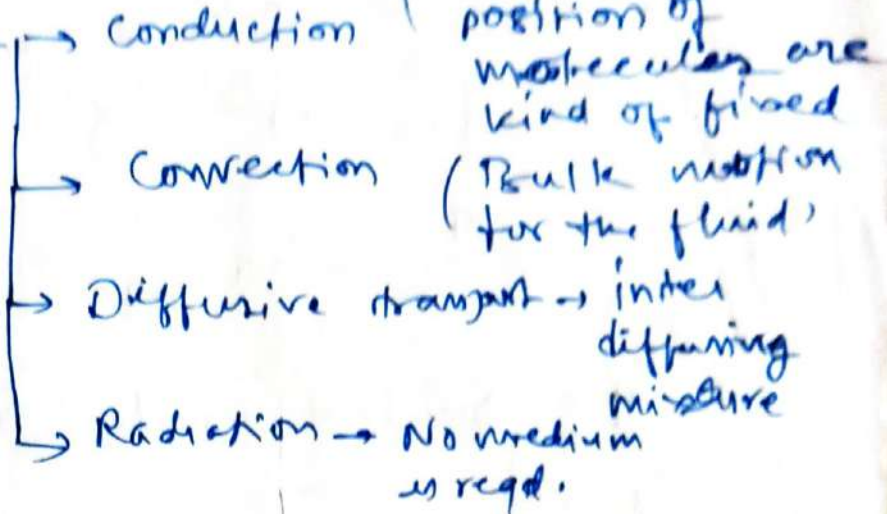 → Conduction ( position of
molecules are
kind of fixed
→ Convection ( Bulk motion
for the fluid)
→ Diffusive transport → inter
diffusing
mixture
→ Radiation → No medium
is reqd.